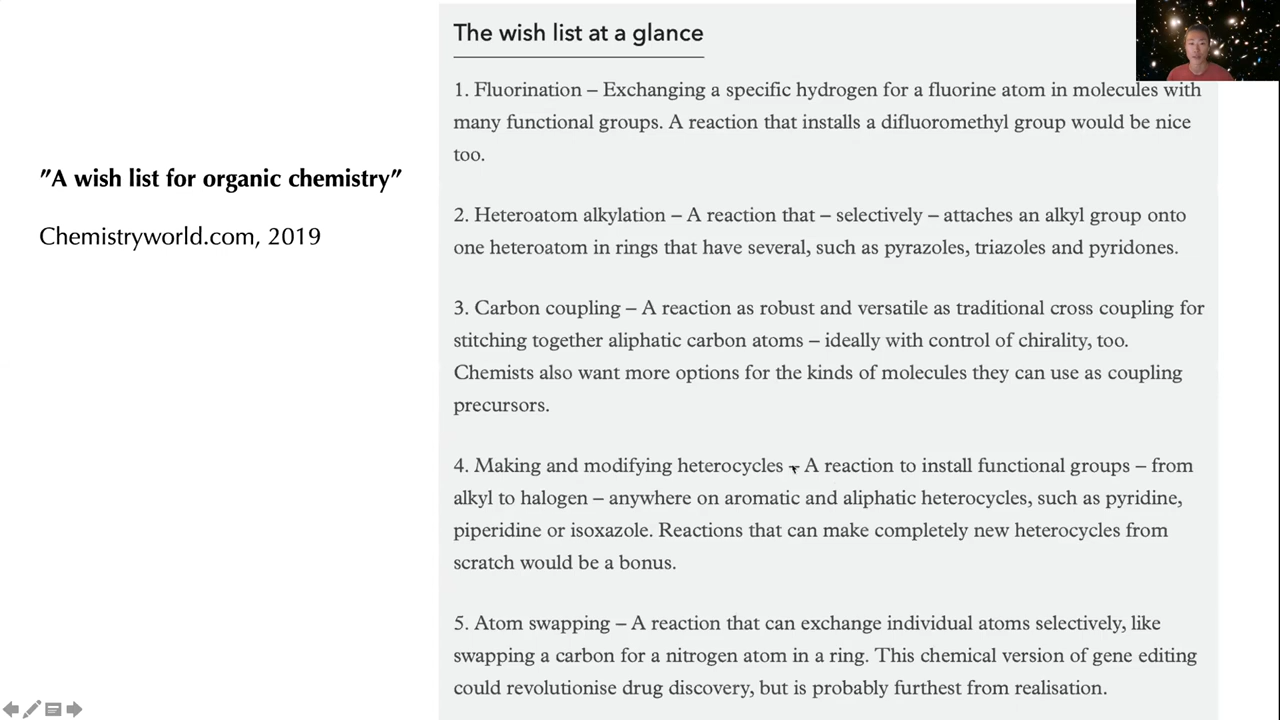 The wish list at a glance
1. Fluorination – Exchanging a specific hydrogen for a fluorine atom in molecules with
many functional groups. A reaction that installs a difluoromethyl group would be nice
too.
"A wish list for organic chemistry"
Chemistryworld.com, 2019
2. Heteroatom alkylation – A reaction that – selectively – attaches an alkyl group onto
one heteroatom in rings that have several, such as pyrazoles, triazoles and pyridones.
3. Carbon coupling – A reaction as robust and versatile as traditional cross coupling for
stitching together aliphatic carbon atoms – ideally with control of chirality, too.
Chemists also want more options for the kinds of molecules they can use as coupling
precursors.
4. Making and modifying heterocycles – A reaction to install functional groups – from
alkyl to halogen – anywhere on aromatic and aliphatic heterocycles, such as pyridine,
piperidine or isoxazole. Reactions that can make completely new heterocycles from
scratch would be a bonus.
5. Atom swapping – A reaction that can exchange individual atoms selectively, like
swapping a carbon for a nitrogen atom in a ring. This chemical version of gene editing
could revolutionise drug discovery, but is probably furthest from realisation.